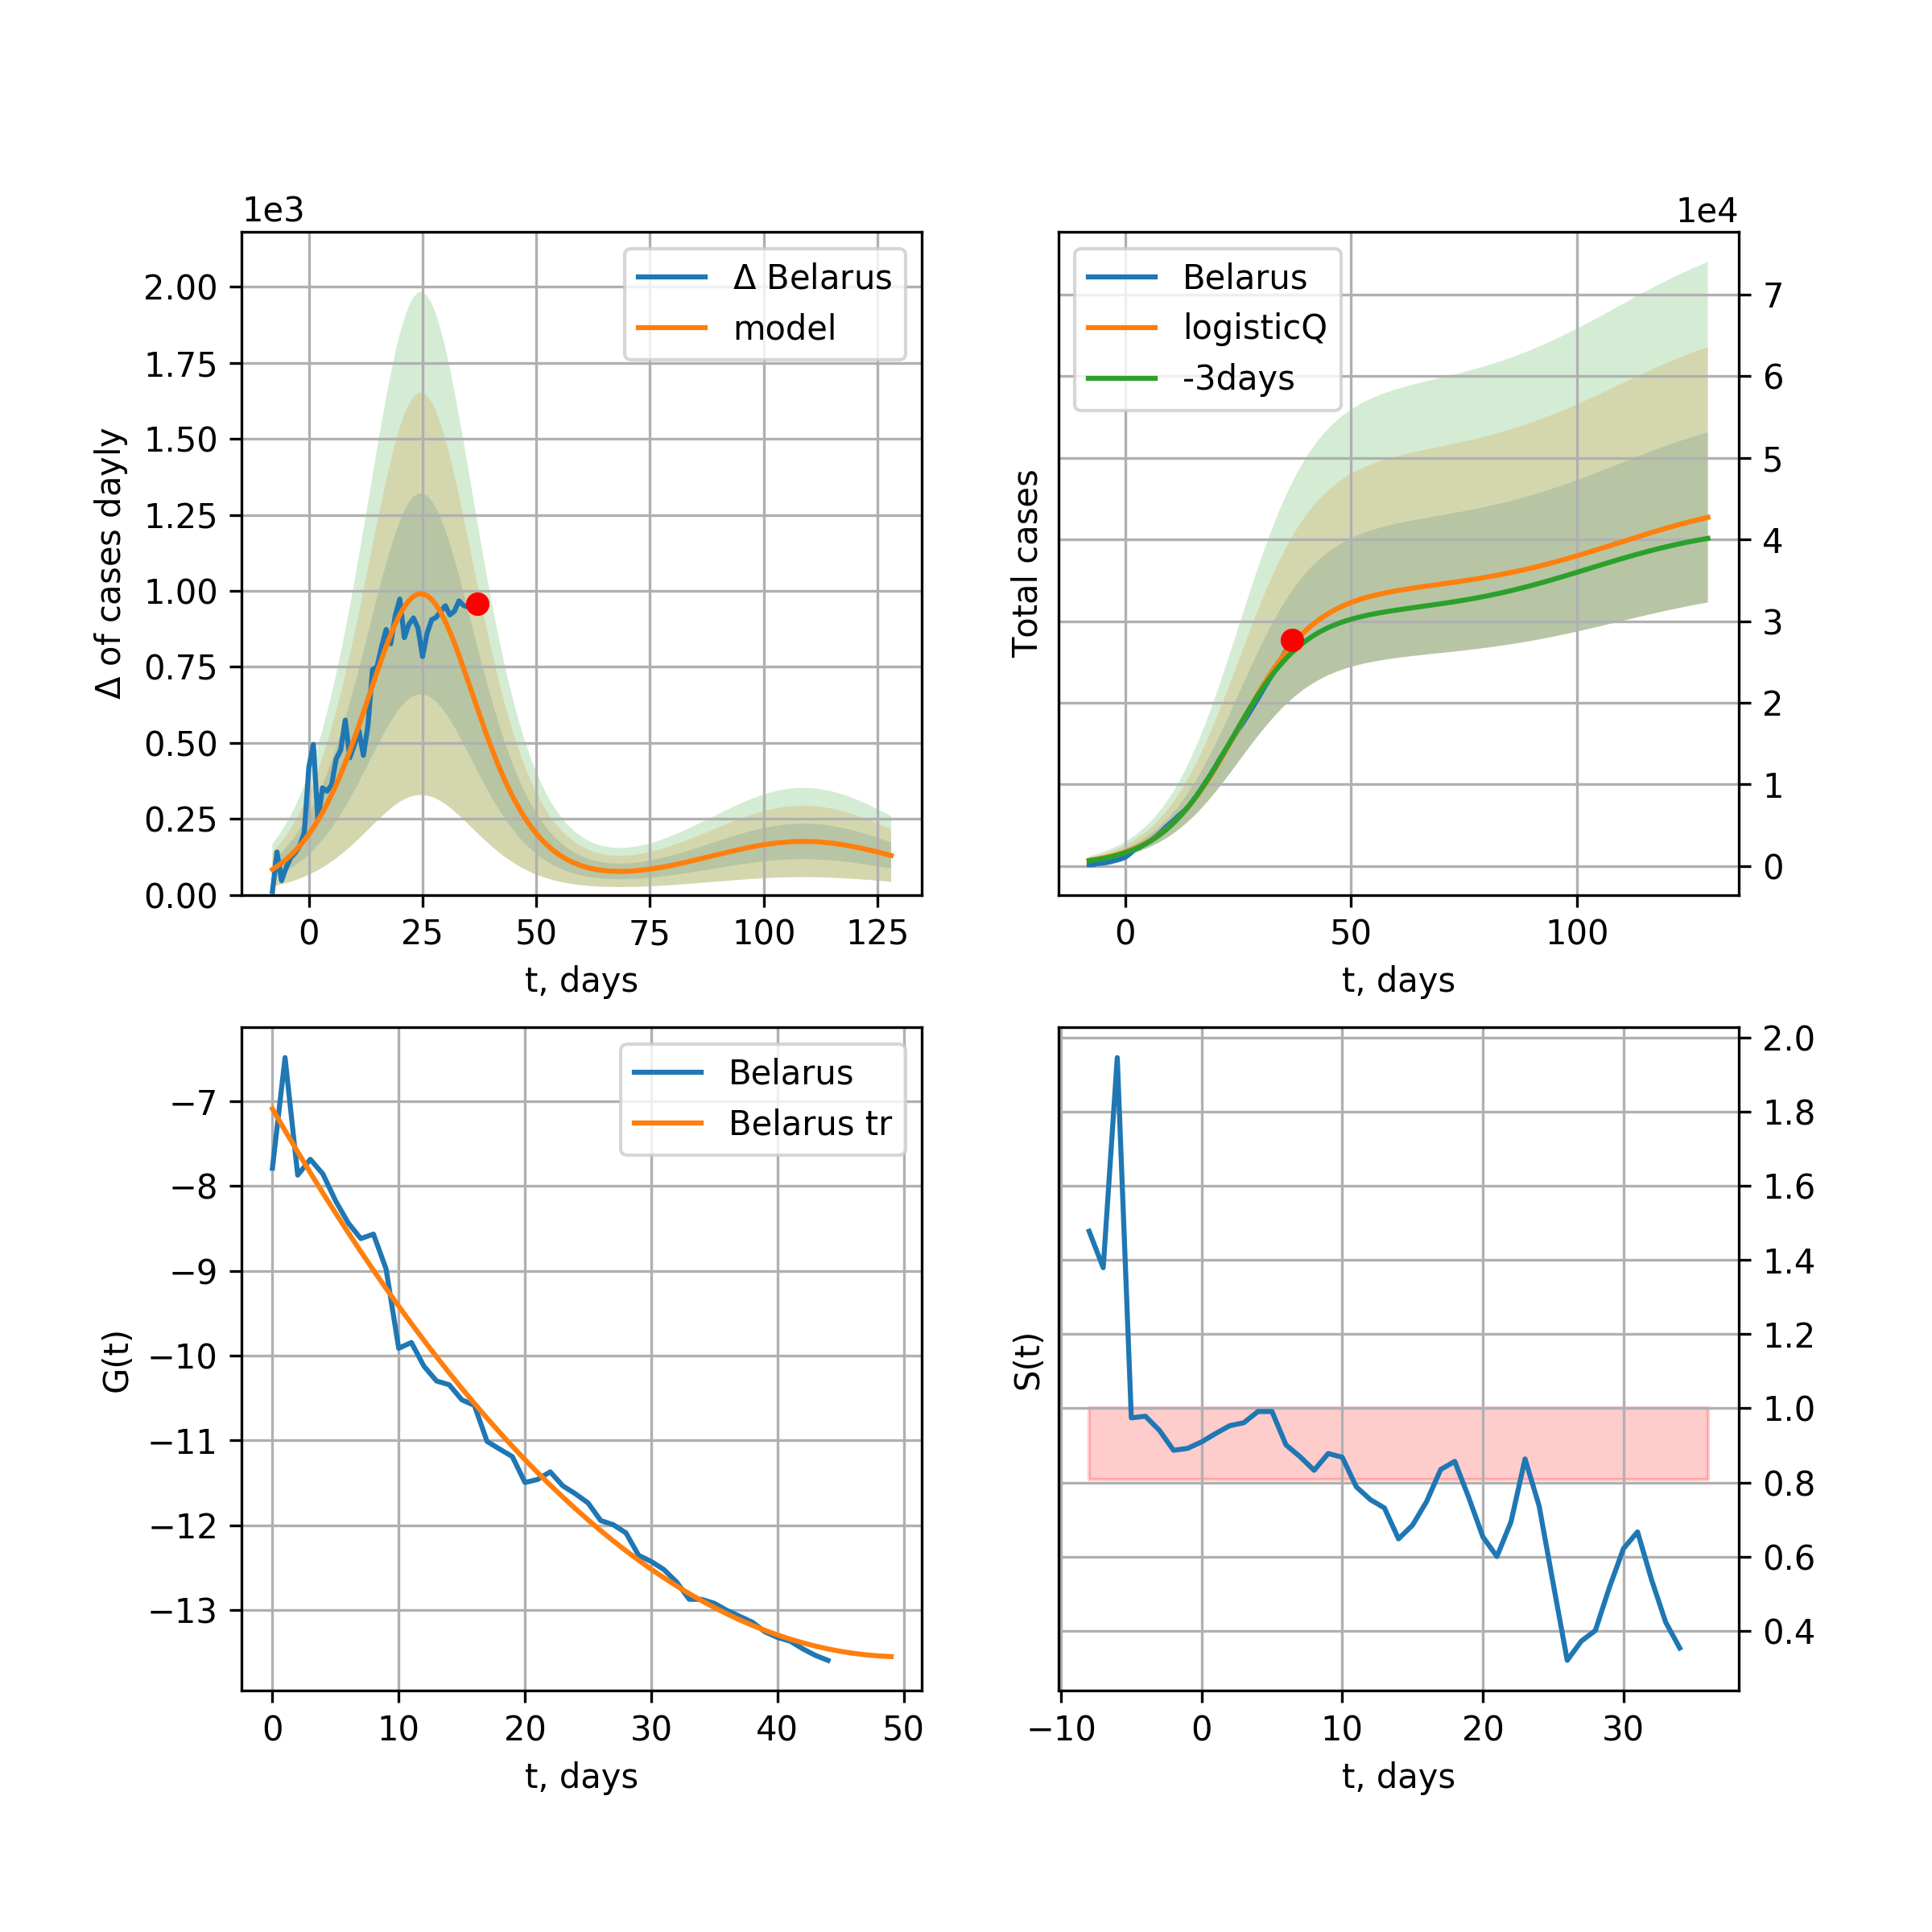 1e3
2.00
1.75
1.50
1.25
1.00
0.75
0.50
0.25
0.00
Δ of cases dayly
Δ Belarus
model
0 25 50 75 100 125
t, days
1e4
Total cases
Belarus
logisticQ
-3days
7
6
5
4
3
2
1
0
0 50 100
t, days
−7
−8
−9
−10
−11
−12
−13
G(t)
Belarus
Belarus tr
0 10 20 30 40 50
t, days
S(t)
2.0
1.8
1.6
1.4
1.2
1.0
0.8
0.6
0.4
−10 0 10 20 30
t, days